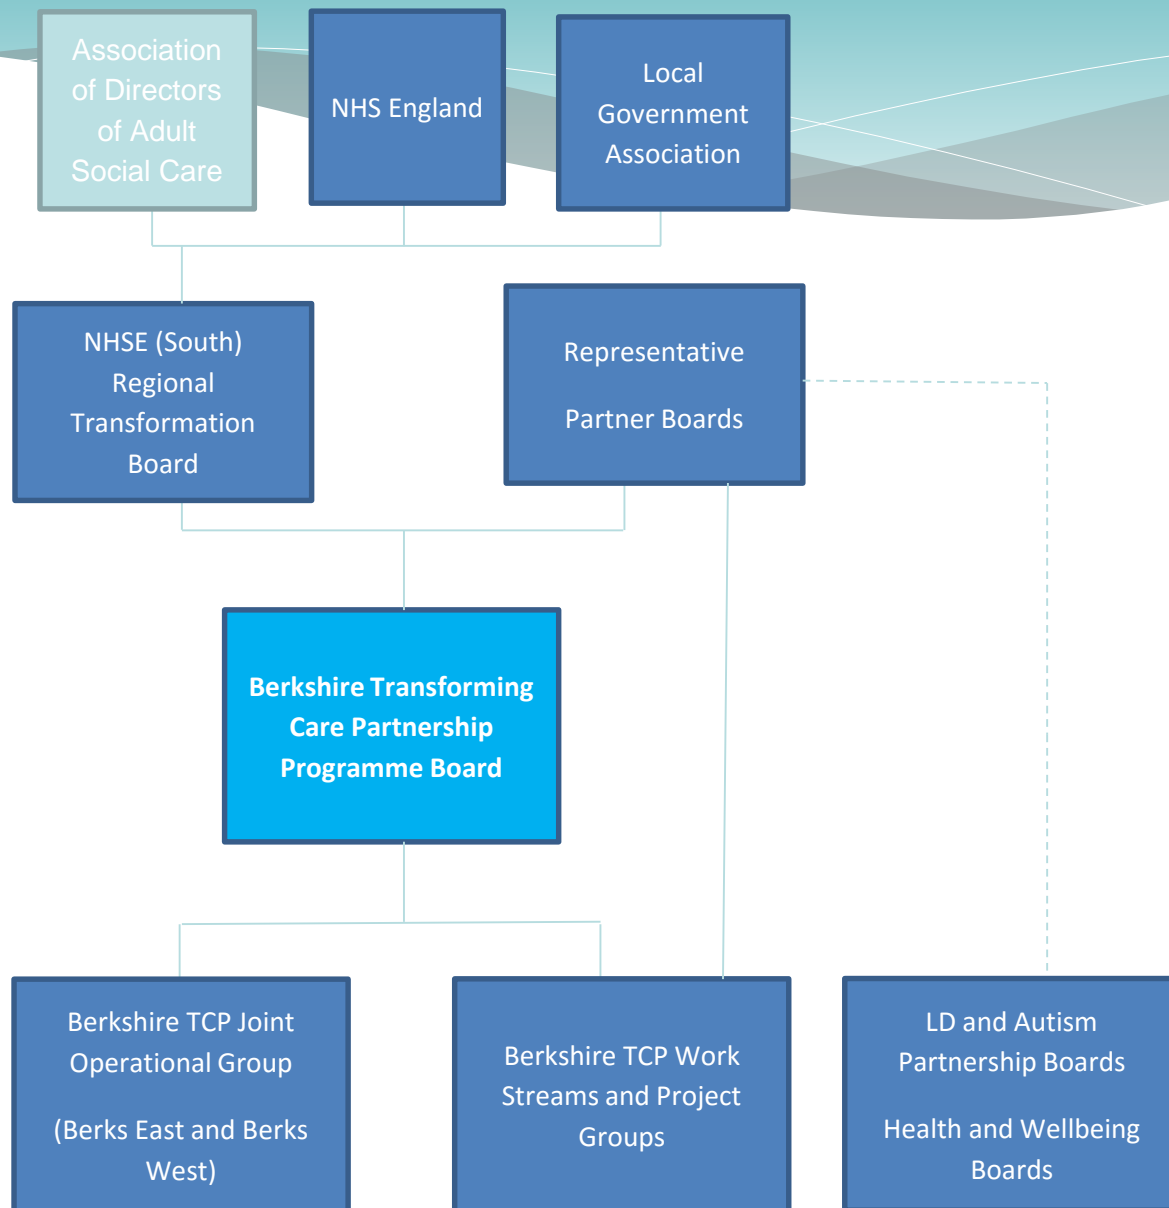 Association
of Directors
of Adult
Social Care
NHS England
Local
Government
Association
NHSE (South)
Regional
Transformation
Board
Representative
Partner Boards
Berkshire Transforming
Care Partnership
Programme Board
Berkshire TCP Joint
Operational Group
(Berks East and Berks
West)
Berkshire TCP Work
Streams and Project
Groups
LD and Autism
Partnership Boards
Health and Wellbeing
Boards